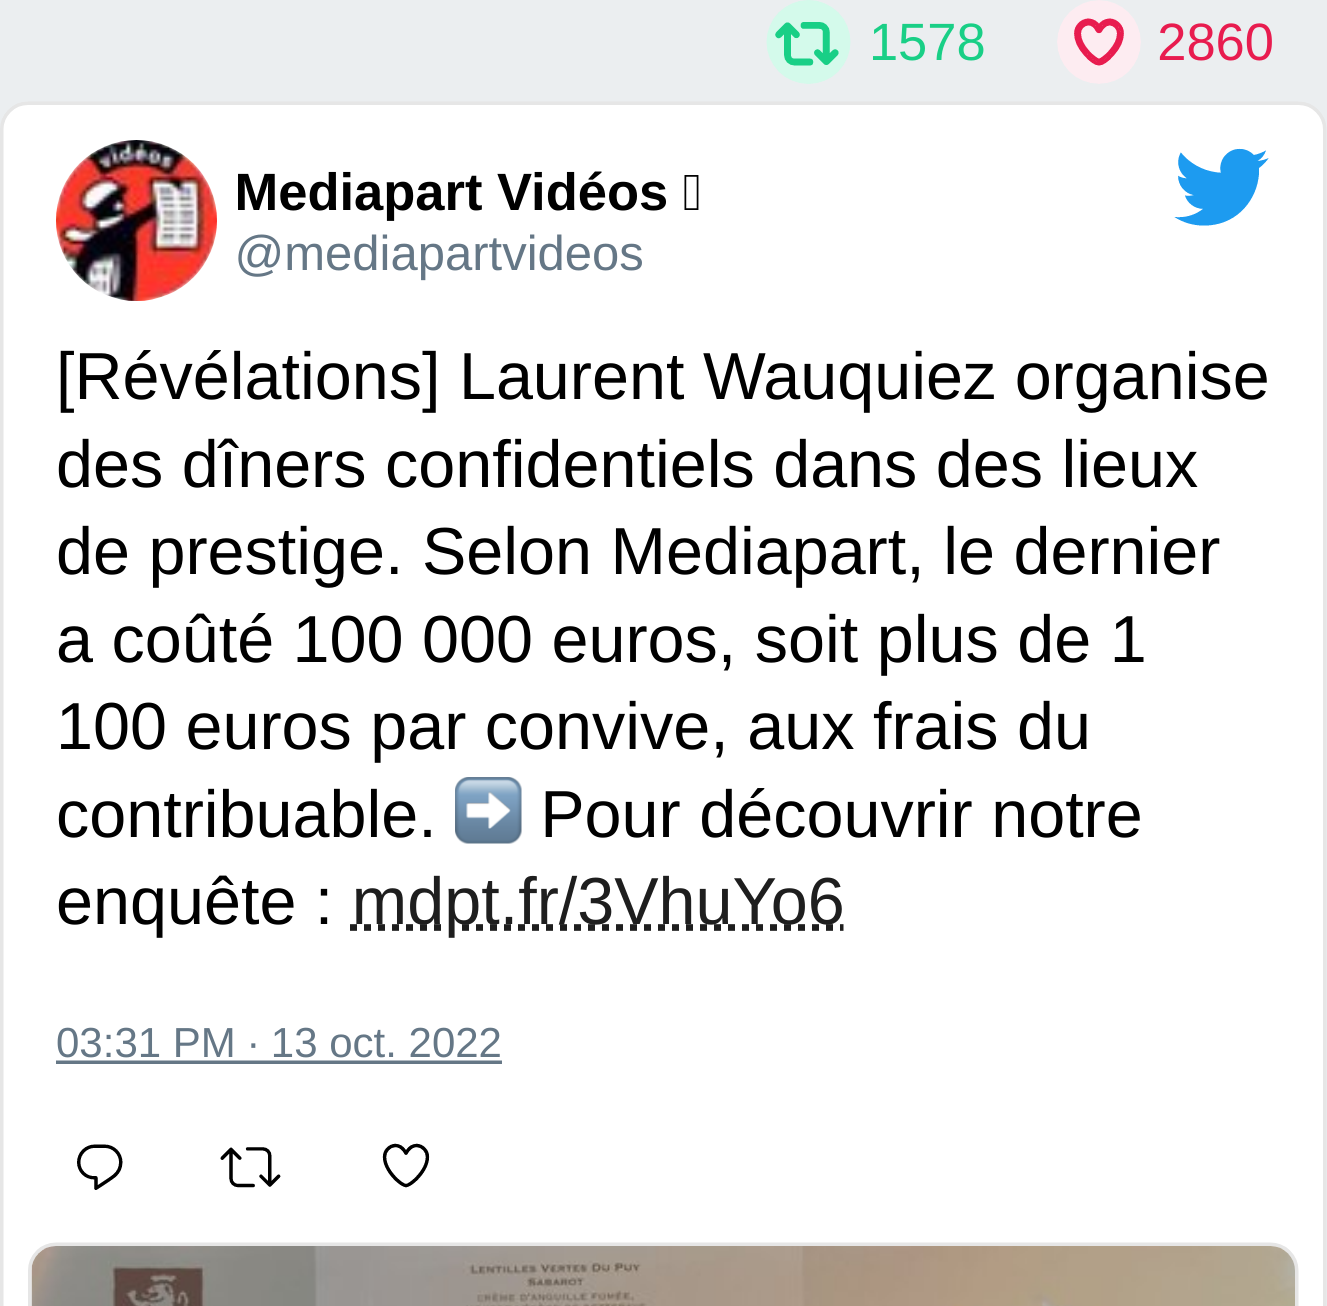 1578 2860
vidéos
Mediapart Vidéos
@mediapartvideos
[Révélations] Laurent Wauquiez organise
des dîners confidentiels dans des lieux
de prestige. Selon Mediapart, le dernier
a coûté 100 000 euros, soit plus de 1
100 euros par convive, aux frais du
contribuable. ➡️ Pour découvrir notre
enquête : mdpt.fr/3VhuYo6
03:31 PM · 13 oct. 2022
LENTILLES VERTES DU PUY
SABAROT
CRÈME D'ANGUILLE FUMÉE,